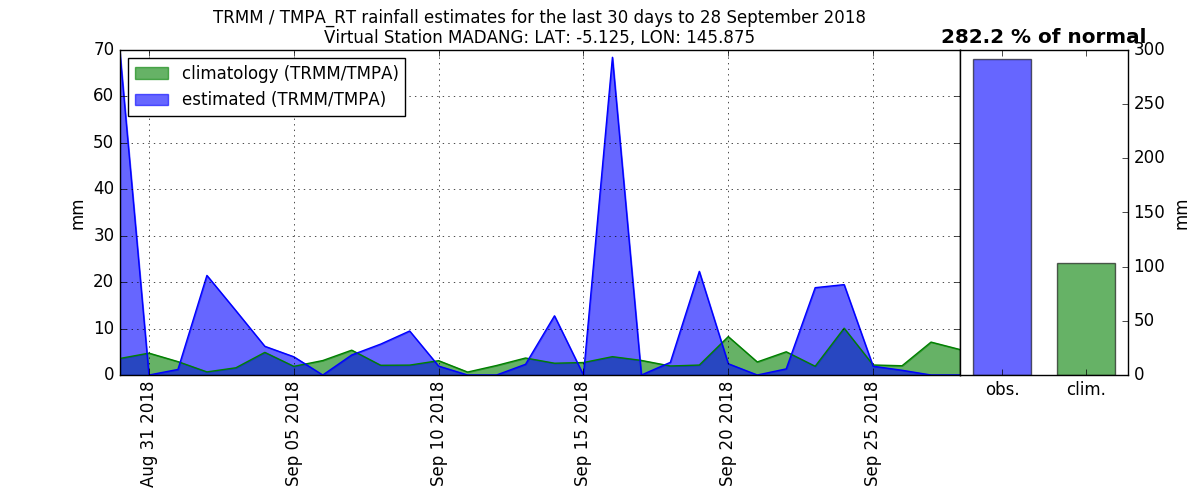 TRMM / TMPA_RT rainfall estimates for the last 30 days to 28 September 2018
Virtual Station MADANG: LAT: -5.125, LON: 145.875
282.2 % of normal
climatology (TRMM/TMPA)
estimated (TRMM/TMPA)
mm
70
60
50
40
30
20
10
0
Aug 31 2018
Sep 05 2018
Sep 10 2018
Sep 15 2018
Sep 20 2018
Sep 25 2018
obs.
clim.
300
250
200
150
100
50
0
mm